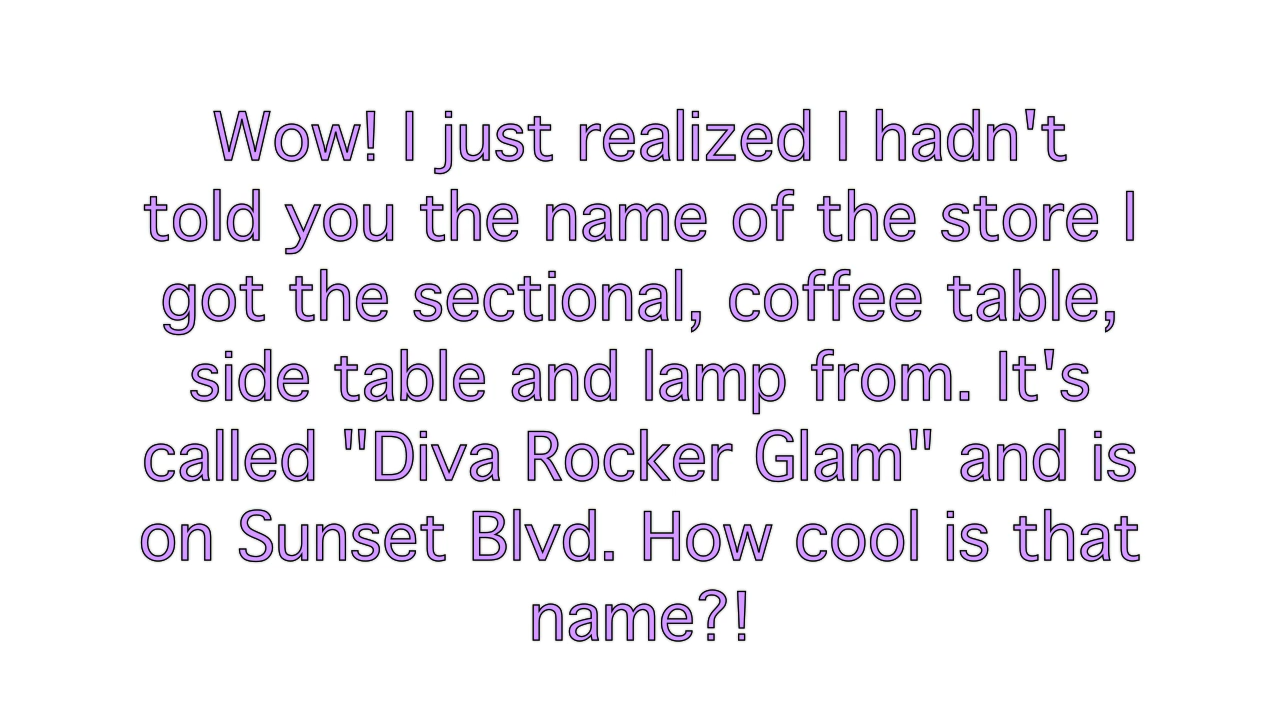 Wow! I just realized I hadn't
told you the name of the store I
got the sectional, coffee table,
side table and lamp from. It's
called "Diva Rocker Glam" and is
on Sunset Blvd. How cool is that
name?!